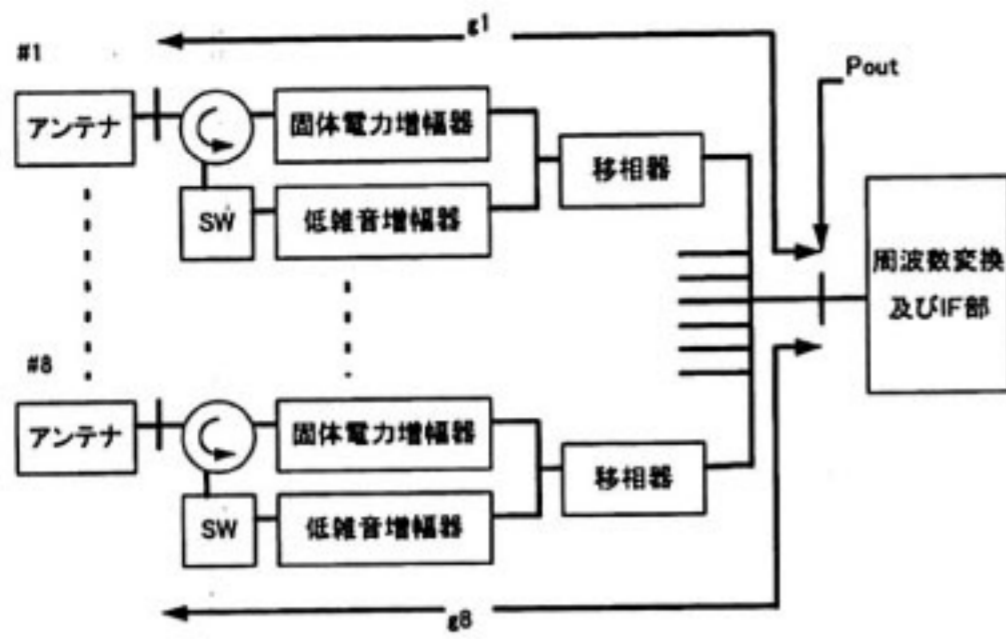 g1
#1
Pout
アンテナ
固体電力増幅器
移相器
SW
低雑音増幅器
周波数変換
及びIF部
#8
アンテナ
固体電力増幅器
移相器
SW
低雑音増幅器
g8